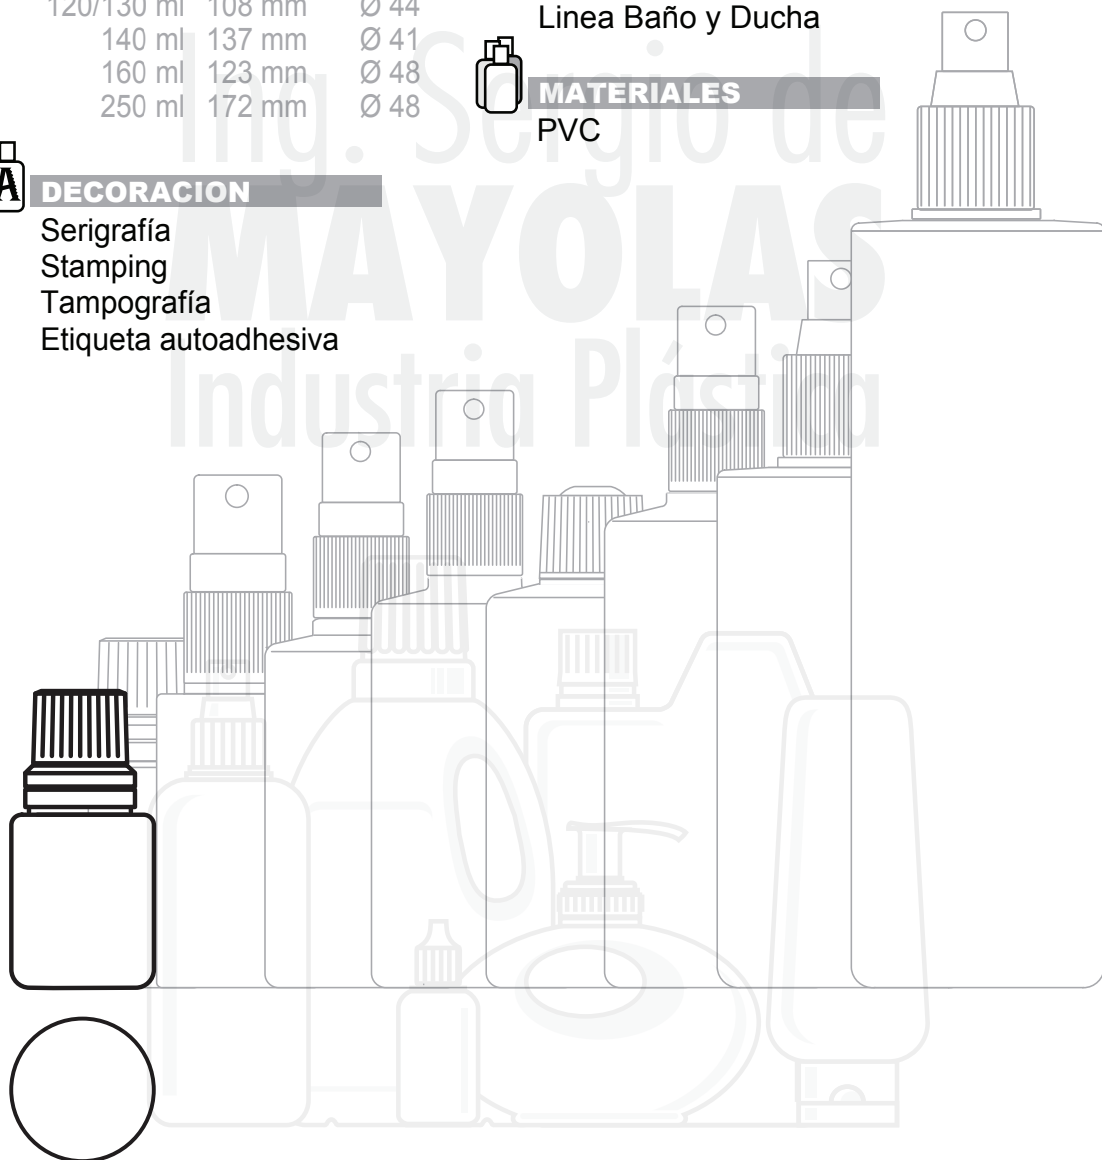 120/130 ml 108 mm Ø 44
140 ml 137 mm Ø 41
160 ml 123 mm Ø 48
250 ml 172 mm Ø 48
Linea Baño y Ducha
MATERIALES
PVC
A
DECORACION
Serigrafía
Stamping
Tampografía
Etiqueta autoadhesiva
Ing. Sergio de
MAYOLAS
Industria Plástica